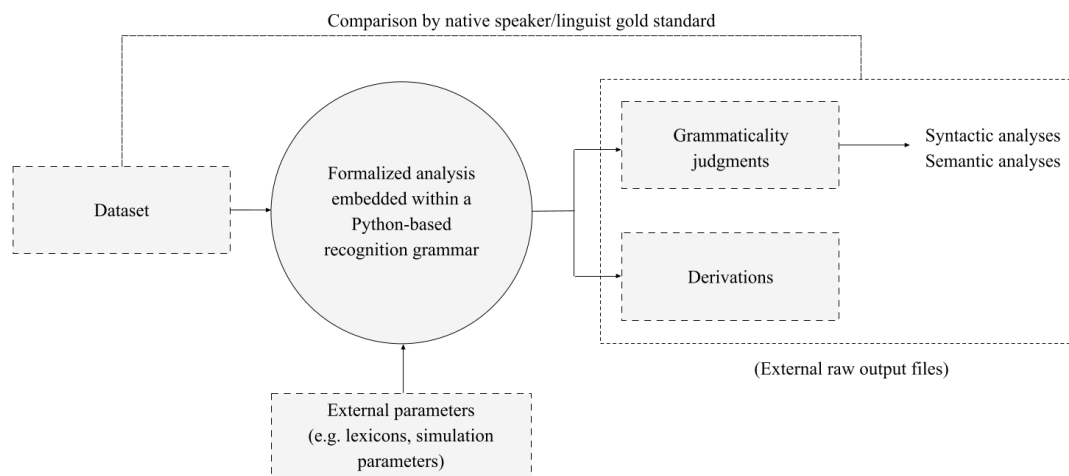 Comparison by native speaker/linguist gold standard
Dataset
Formalized analysis
embedded within a
Python-based
recognition grammar
Grammaticality
judgments
Syntactic analyses
Semantic analyses
Derivations
(External raw output files)
External parameters
(e.g. lexicons, simulation
parameters)